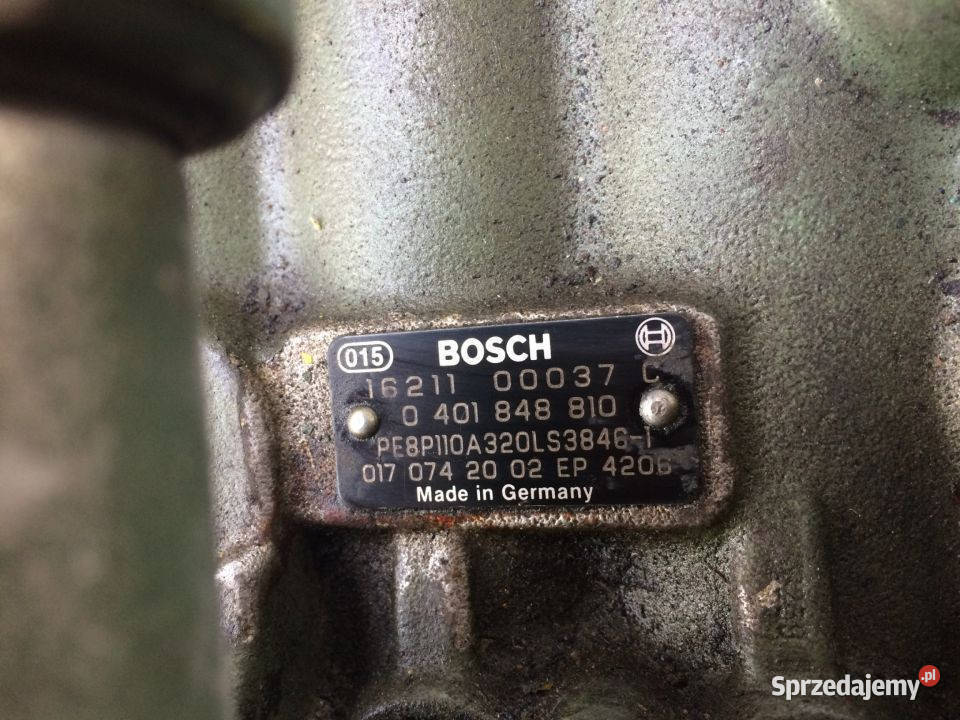 015 BOSCH
16211 00037 C
0 401 848 810
PE8P110A320LS3846-1
017 074 20 02 EP 4206
Made in Germany
Sprzedajemy.pl